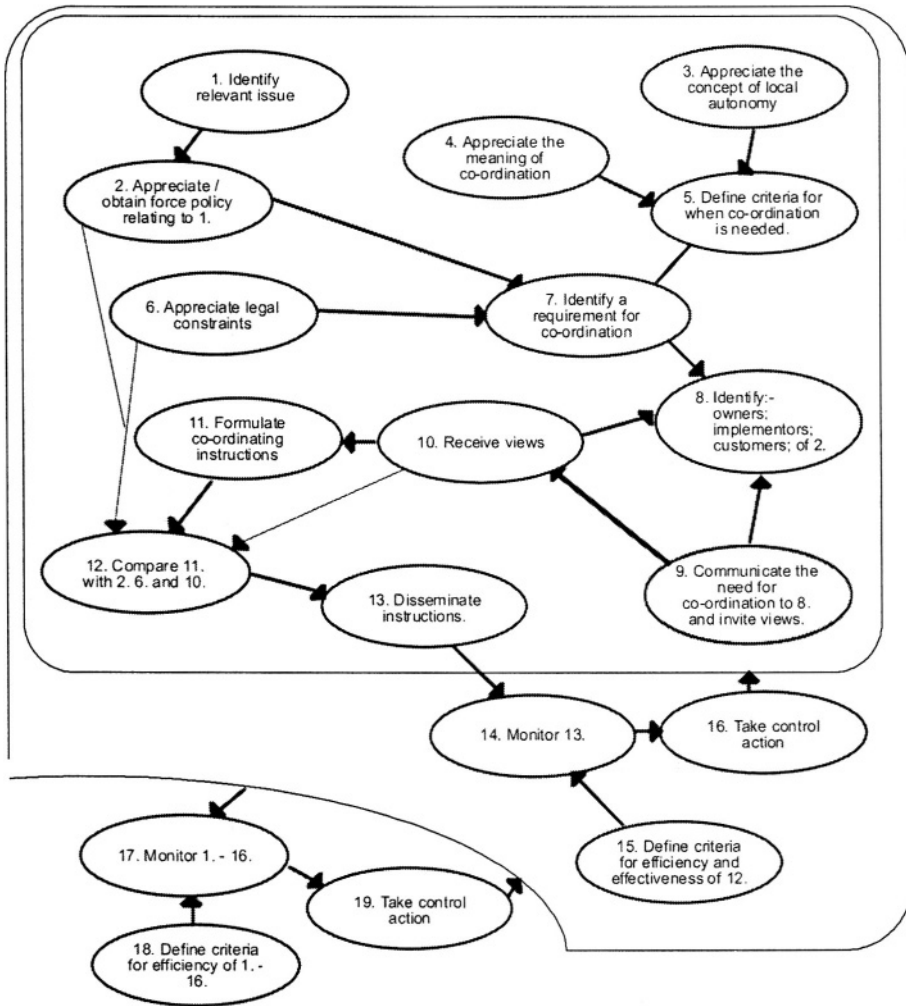 1. Identify
relevant issue
2. Appreciate /
obtain force policy
relating to 1.
3. Appreciate the
concept of local
autonomy
4. Appreciate the
meaning of
co-ordination
5. Define criteria for
when co-ordination
is needed.
6. Appreciate legal
constraints
7. Identify a
requirement for
co-ordination
8. Identify:-
owners;
implementors;
customers; of 2.
9. Communicate the
need for
co-ordination to 8.
and invite views.
10. Receive views
11. Formulate
co-ordinating
instructions
12. Compare 11.
with 2. 6. and 10.
13. Disseminate
instructions.
14. Monitor 13.
15. Define criteria
for efficiency and
effectiveness of 12.
16. Take control
action
17. Monitor 1. - 16.
18. Define criteria
for efficiency of 1. -
16.
19. Take control
action